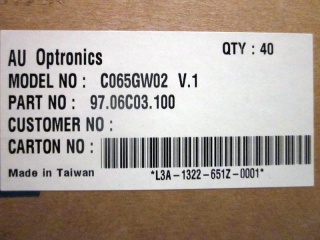 AU Optronics QTY : 40
MODEL NO : C065GW02 V.1
PART NO : 97.06C03.100
CUSTOMER NO :
CARTON NO :
Made in Taiwan *L3A-1322-651Z-0001*